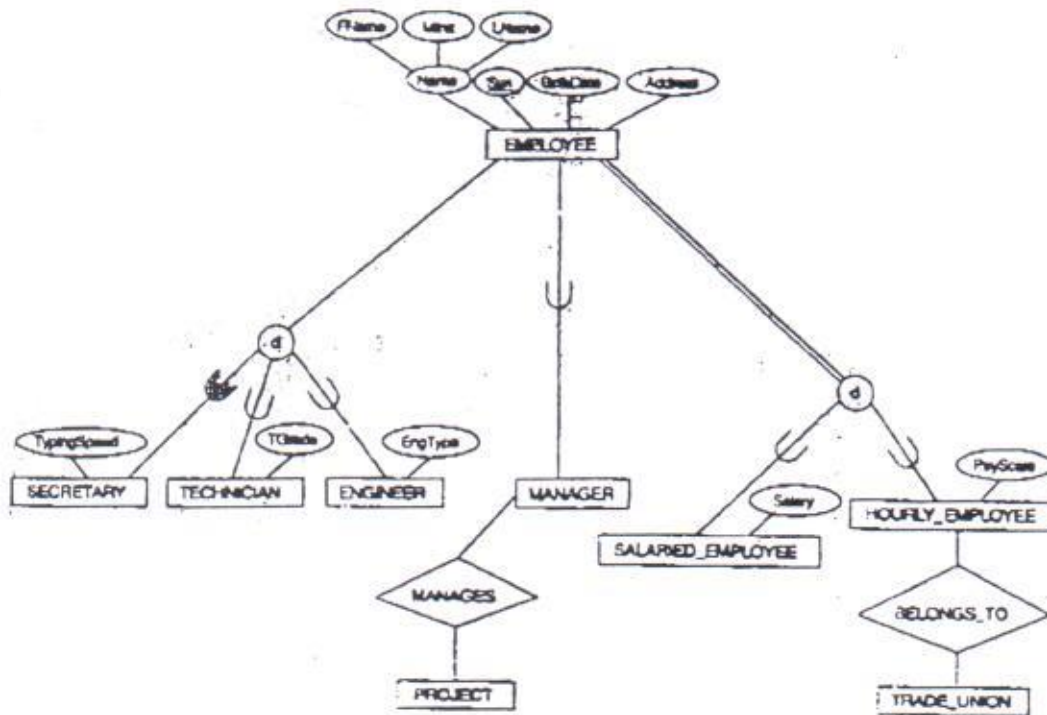 FName Minit LName
Name Ssn BirthDate Address
EMPLOYEE
d
d
TypingSpeed TGrade EngType
PayScale
SECRETARY TECHNICIAN ENGINEER MANAGER
Salary
HOURLY_EMPLOYEE
SALARIED_EMPLOYEE
MANAGES
BELONGS_TO
PROJECT
TRADE_UNION